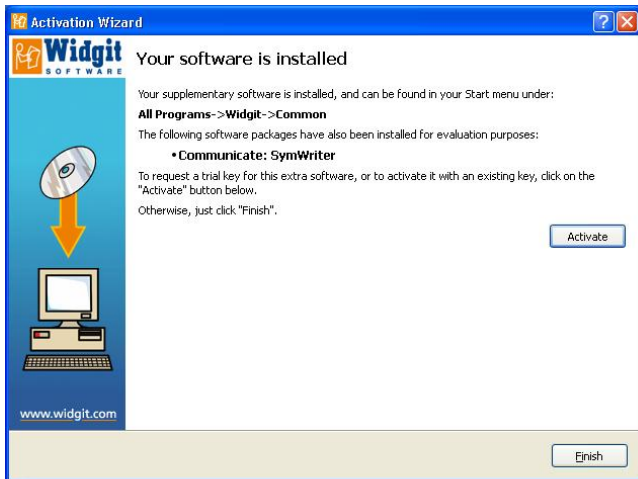 Activation Wizard
Widgit
SOFTWARE
Your software is installed
Your supplementary software is installed, and can be found in your Start menu under:
All Programs->Widgit->Common
The following software packages have also been installed for evaluation purposes:
•Communicate: SymWriter
To request a trial key for this extra software, or to activate it with an existing key, click on the
"Activate" button below.
Otherwise, just click "Finish".
Activate
www.widgit.com
Finish